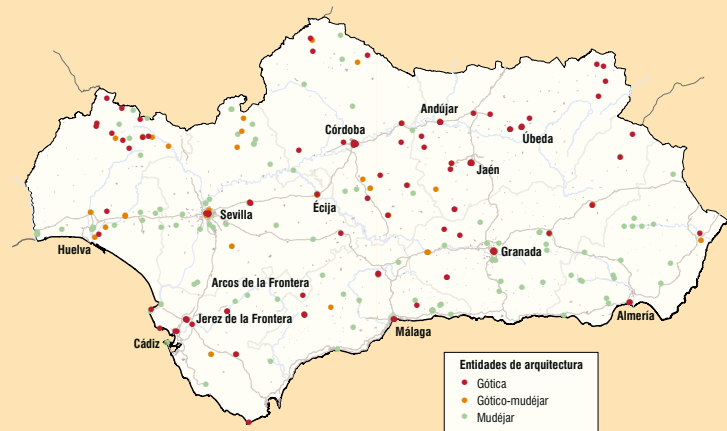 Andújar
Córdoba
Úbeda
Jaén
Écija
Sevilla
Huelva
Granada
Arcos de la Frontera
Almería
Jerez de la Frontera
Málaga
Cádiz
Entidades de arquitectura
Gótica
Gótico-mudéjar
Mudéjar